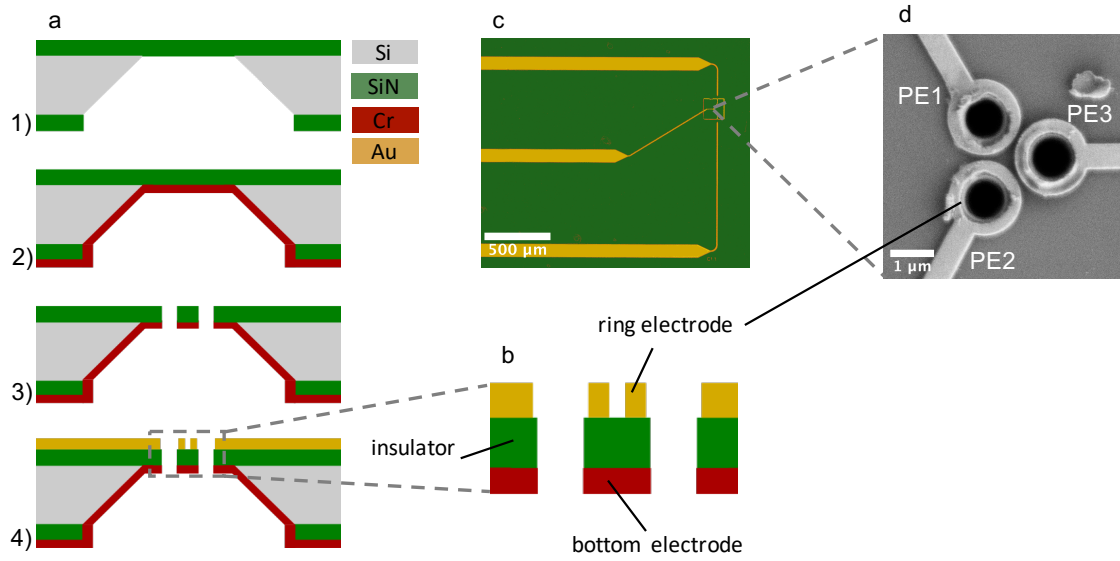 a
Si
SiN
Cr
Au
1)
2)
3)
4)
b
insulator
ring electrode
bottom electrode
c
500 µm
d
PE1
PE3
PE2
1 µm